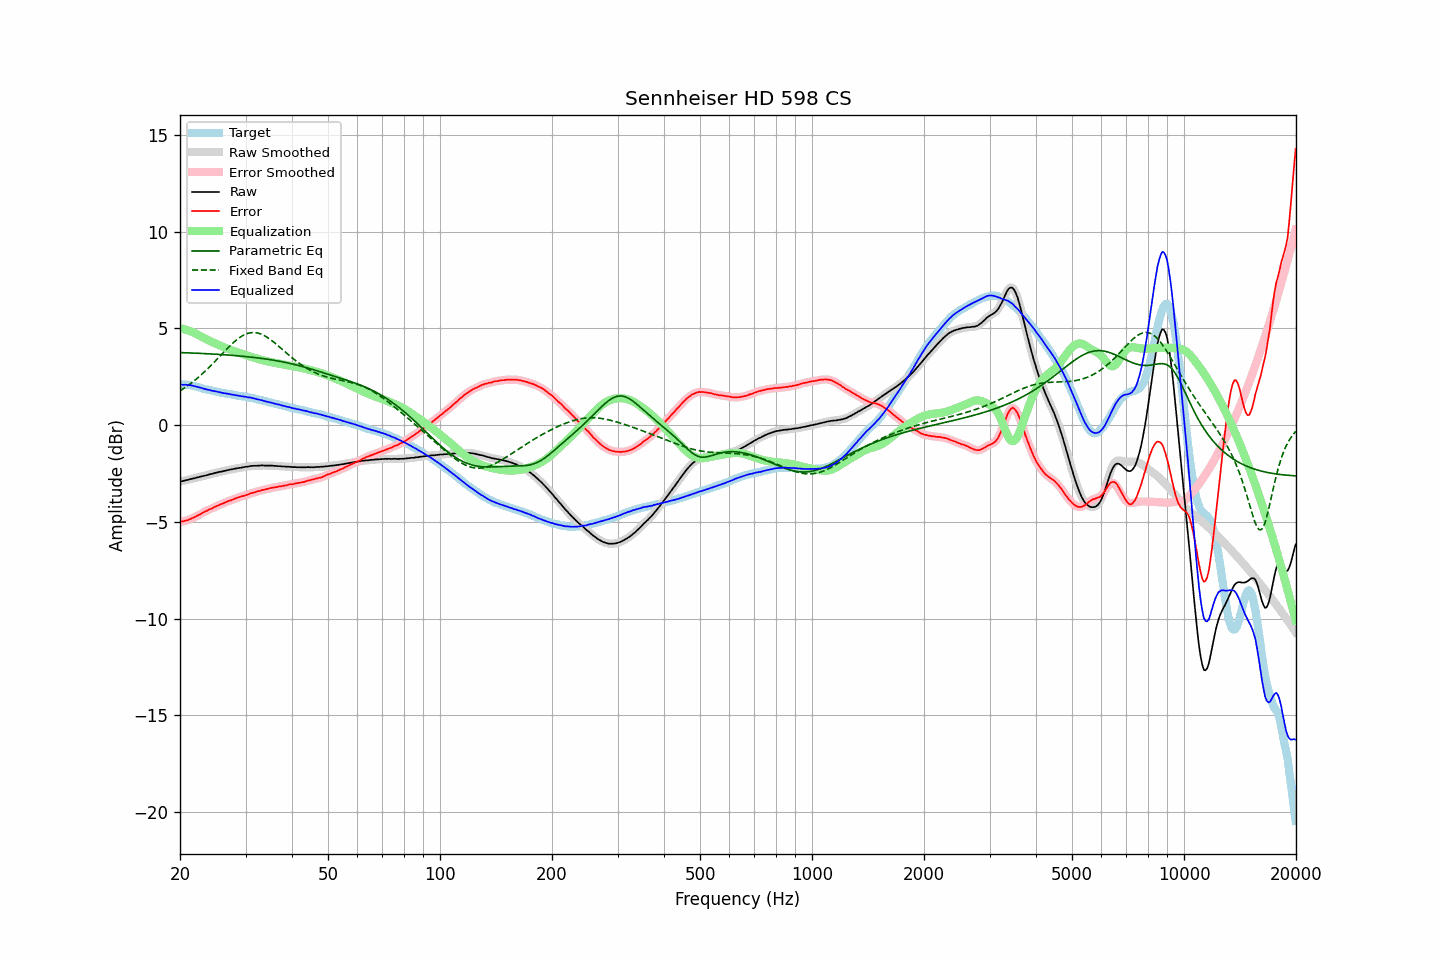 Sennheiser HD 598 CS
Target
Raw Smoothed
Error Smoothed
Raw
Error
Equalization
Parametric Eq
Fixed Band Eq
Equalized
15
10
5
0
−5
−10
−15
−20
Amplitude (dBr)
20 50 100 200 500 1000 2000 5000 10000 20000
Frequency (Hz)